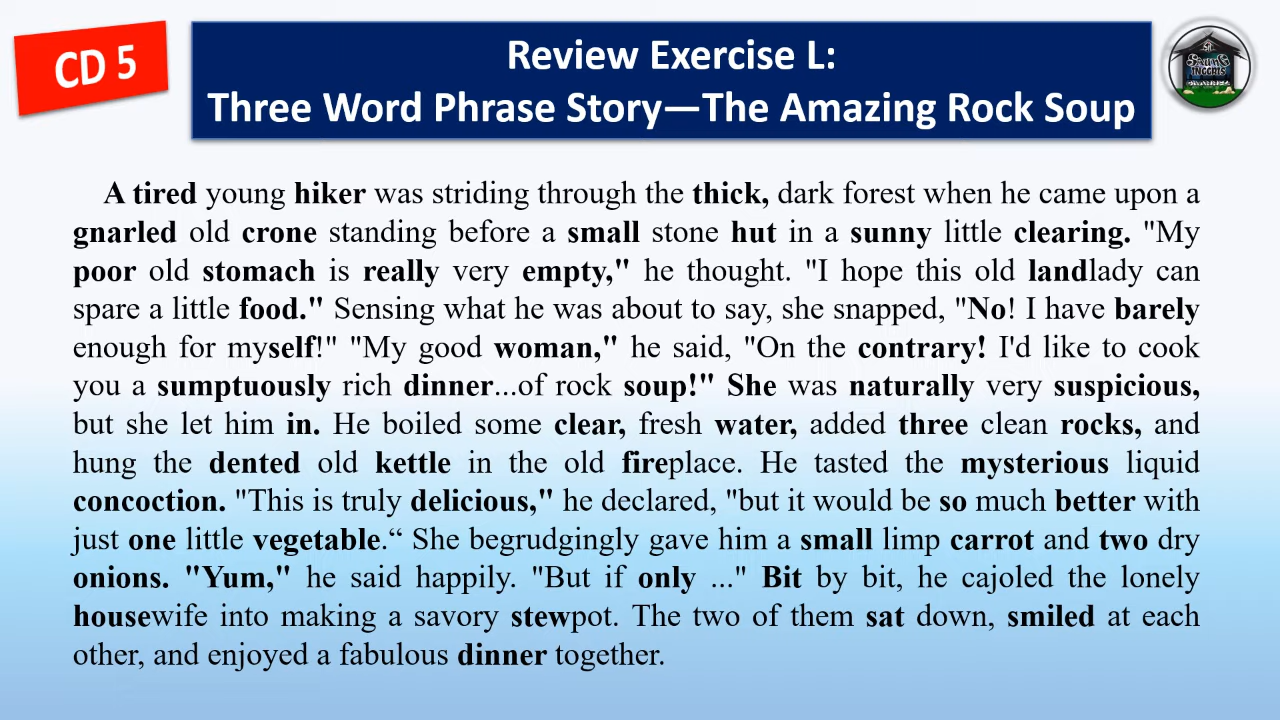 CD 5
Review Exercise L:
Three Word Phrase Story—The Amazing Rock Soup
A tired young hiker was striding through the thick, dark forest when he came upon a
gnarled old crone standing before a small stone hut in a sunny little clearing. "My
poor old stomach is really very empty," he thought. "I hope this old landlady can
spare a little food." Sensing what he was about to say, she snapped, "No! I have barely
enough for myself!" "My good woman," he said, "On the contrary! I'd like to cook
you a sumptuously rich dinner...of rock soup!" She was naturally very suspicious,
but she let him in. He boiled some clear, fresh water, added three clean rocks, and
hung the dented old kettle in the old fireplace. He tasted the mysterious liquid
concoction. "This is truly delicious," he declared, "but it would be so much better with
just one little vegetable.“ She begrudgingly gave him a small limp carrot and two dry
onions. "Yum," he said happily. "But if only ..." Bit by bit, he cajoled the lonely
housewife into making a savory stewpot. The two of them sat down, smiled at each
other, and enjoyed a fabulous dinner together.